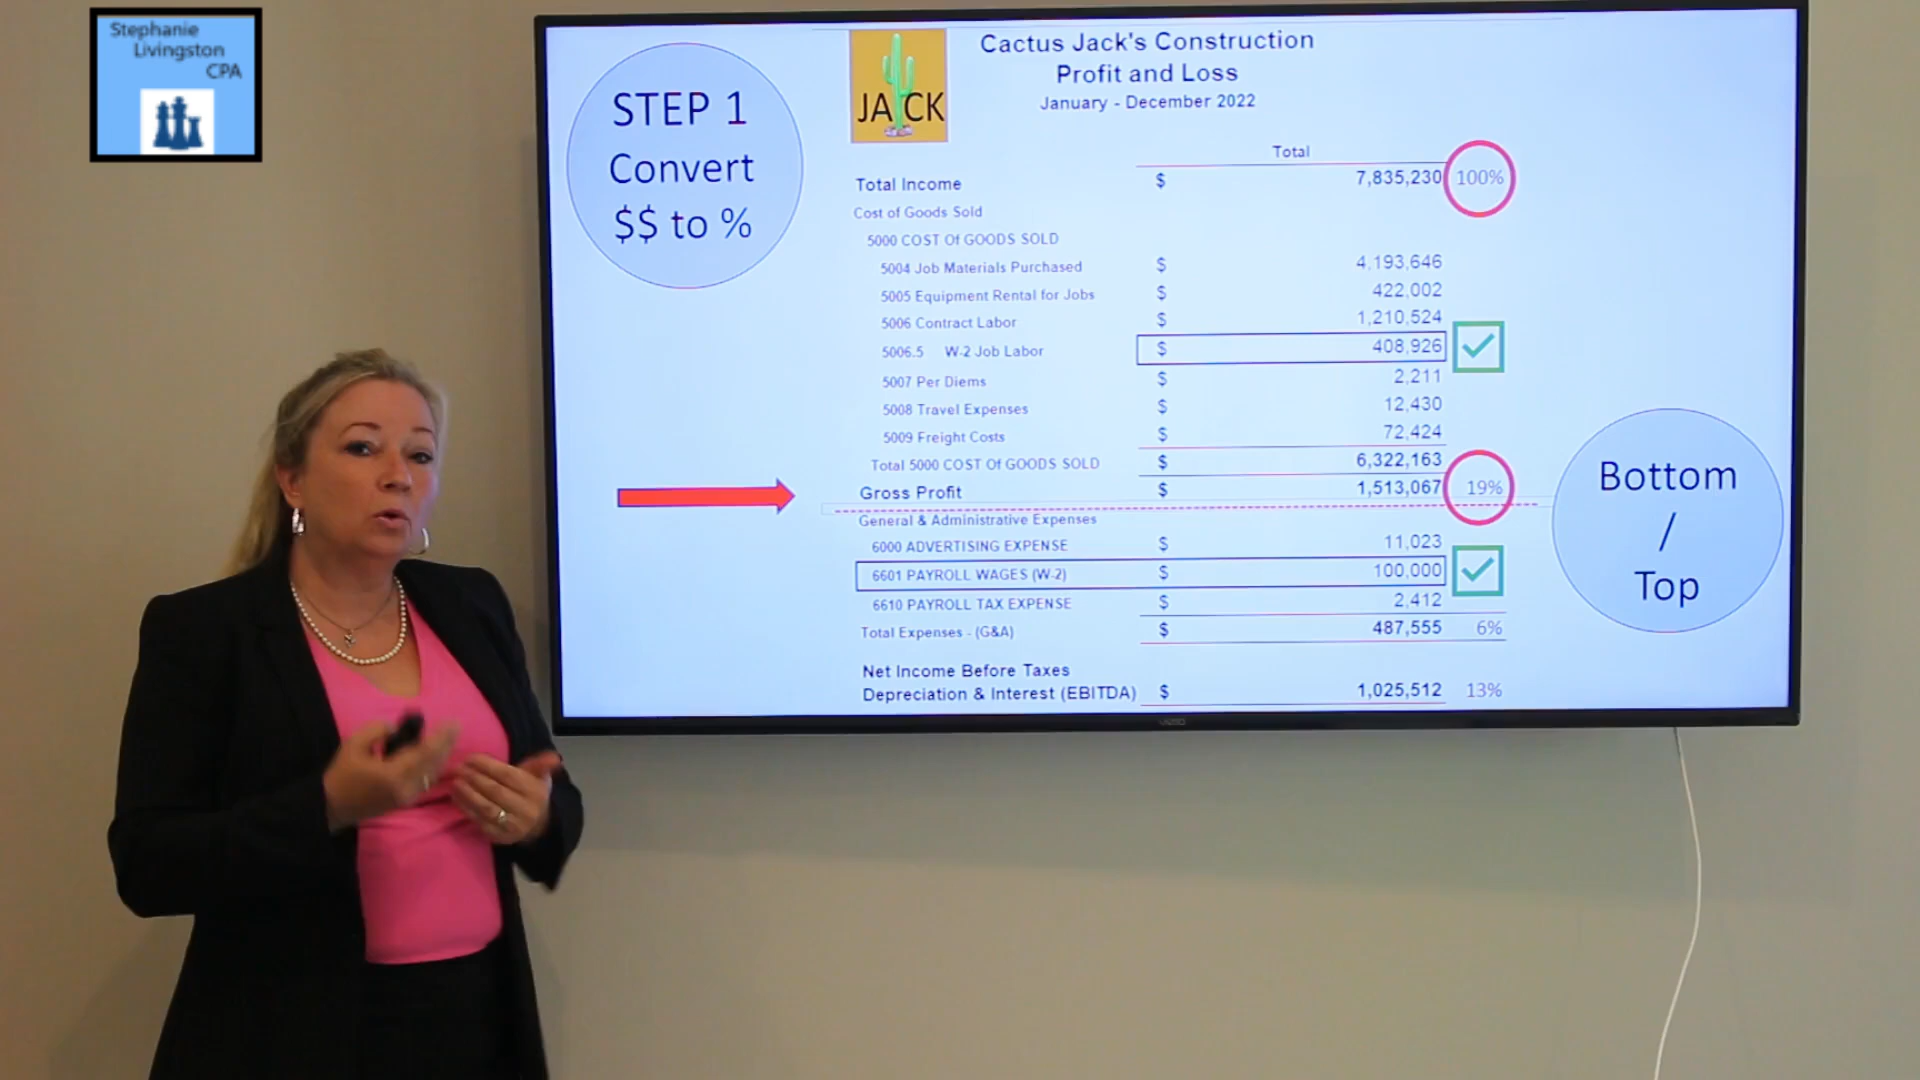 Stephanie
Livingston
CPA
STEP 1
Convert
$$ to %
JACK
Cactus Jack's Construction
Profit and Loss
January - December 2022
Total
Total Income $ 7,835,230 100%
Cost of Goods Sold
5000 COST Of GOODS SOLD
5004 Job Materials Purchased $ 4,193,646
5005 Equipment Rental for Jobs $ 422,002
5006 Contract Labor $ 1,210,524
5006.5 W-2 Job Labor $ 408,926
5007 Per Diems $ 2,211
5008 Travel Expenses $ 12,430
5009 Freight Costs $ 72,424
Total 5000 COST Of GOODS SOLD $ 6,322,163
Gross Profit $ 1,513,067 19%
General & Administrative Expenses
6000 ADVERTISING EXPENSE $ 11,023
6601 PAYROLL WAGES (W-2) $ 100,000
6610 PAYROLL TAX EXPENSE $ 2,412
Total Expenses - (G&A) $ 487,555 6%
Net Income Before Taxes
Depreciation & Interest (EBITDA) $ 1,025,512 13%
Bottom
/
Top
VIZIO